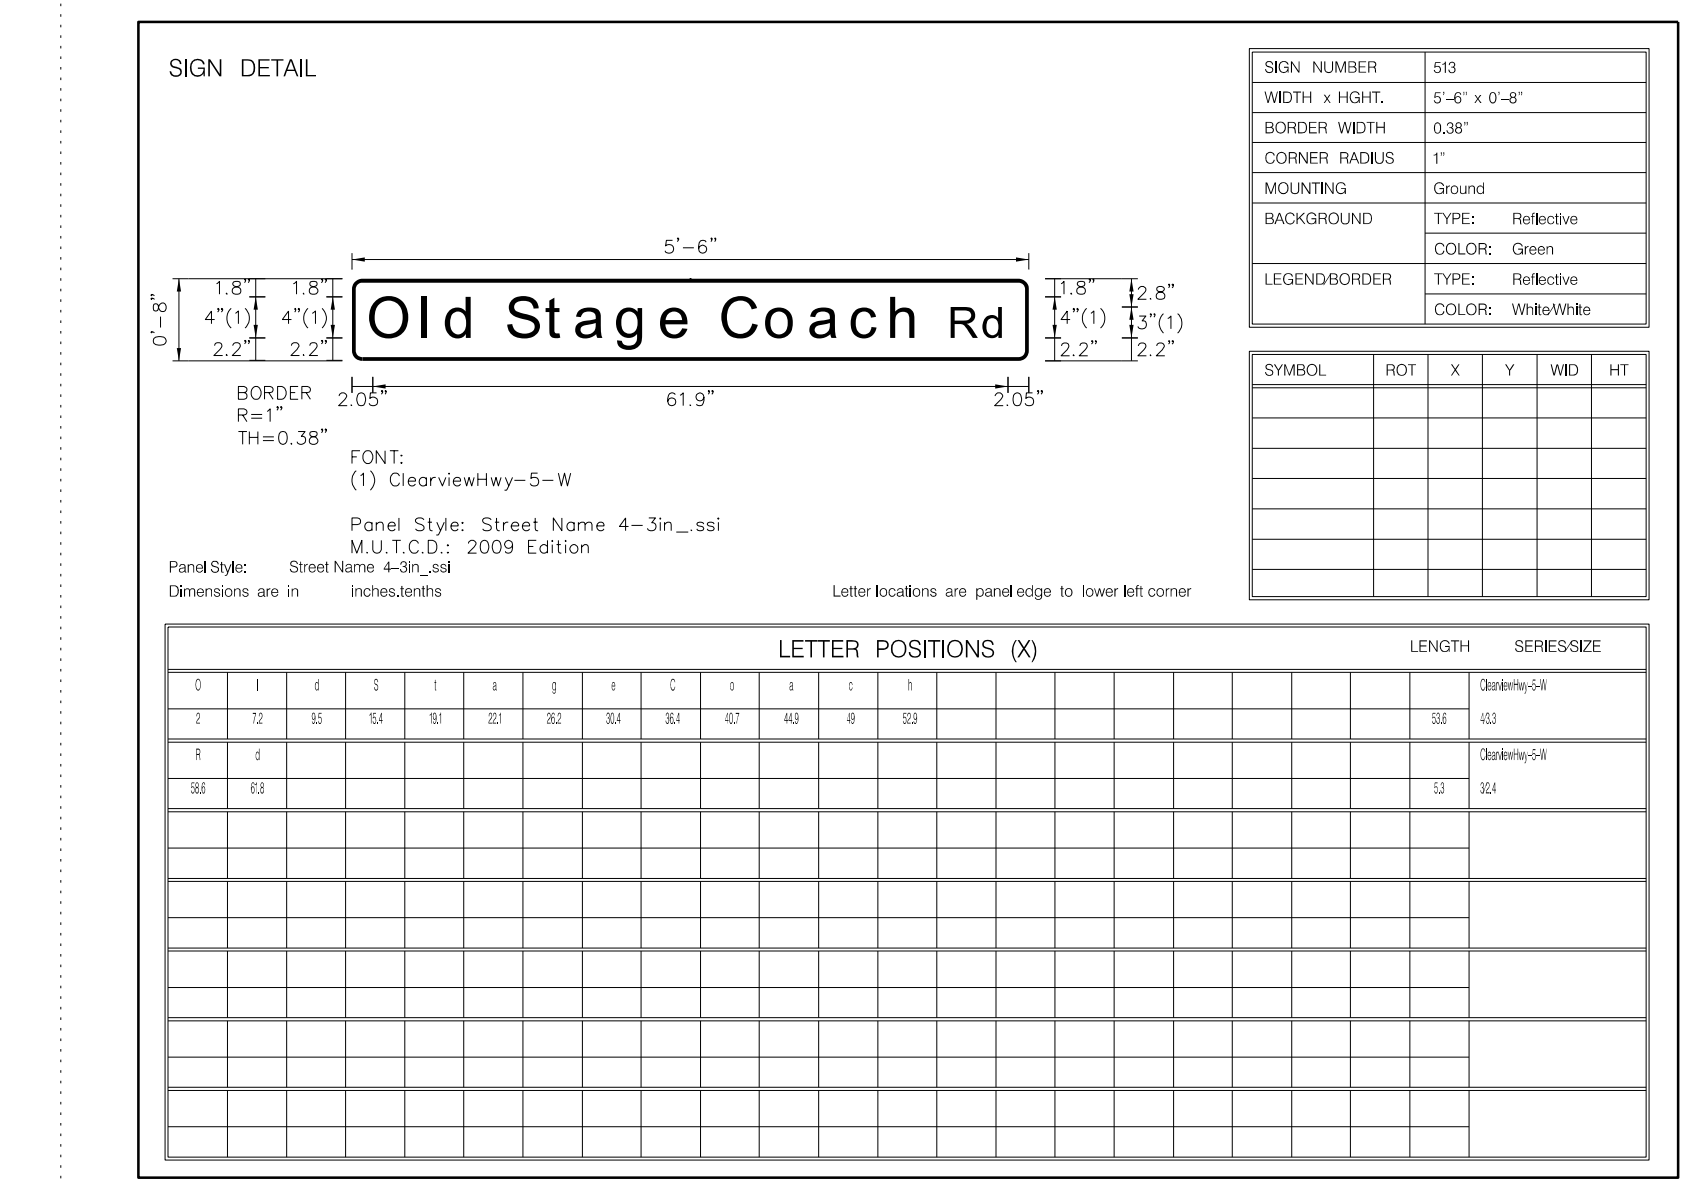 SIGN DETAIL
SIGN NUMBER 513
WIDTH x HGHT. 5'–6" x 0'–8"
BORDER WIDTH 0.38"
CORNER RADIUS 1"
MOUNTING Ground
BACKGROUND TYPE: Reflective
COLOR: Green
LEGEND/BORDER TYPE: Reflective
COLOR: White/White
5'–6"
0'–8"
1.8" 1.8" 1.8" 2.8"
4"(1) 4"(1) Old Stage Coach Rd 4"(1) 3"(1)
2.2" 2.2" 2.2" 2.2"
2.05" 61.9" 2.05"
BORDER
R=1"
TH=0.38"
FONT:
(1) ClearviewHwy–5–W
Panel Style: Street Name 4–3in_.ssi
M.U.T.C.D.: 2009 Edition
Panel Style: Street Name 4–3in_.ssi
Dimensions are in inches.tenths Letter locations are panel edge to lower left corner
SYMBOL ROT X Y WID HT
LETTER POSITIONS (X) LENGTH SERIES/SIZE
O l d S t a g e C o a c h ClearviewHwy–5–W
2 7.2 9.5 15.4 19.1 22.1 26.2 30.4 36.4 40.7 44.9 49 52.9 53.6 43.3
R d ClearviewHwy–5–W
58.6 61.8 5.3 32.4